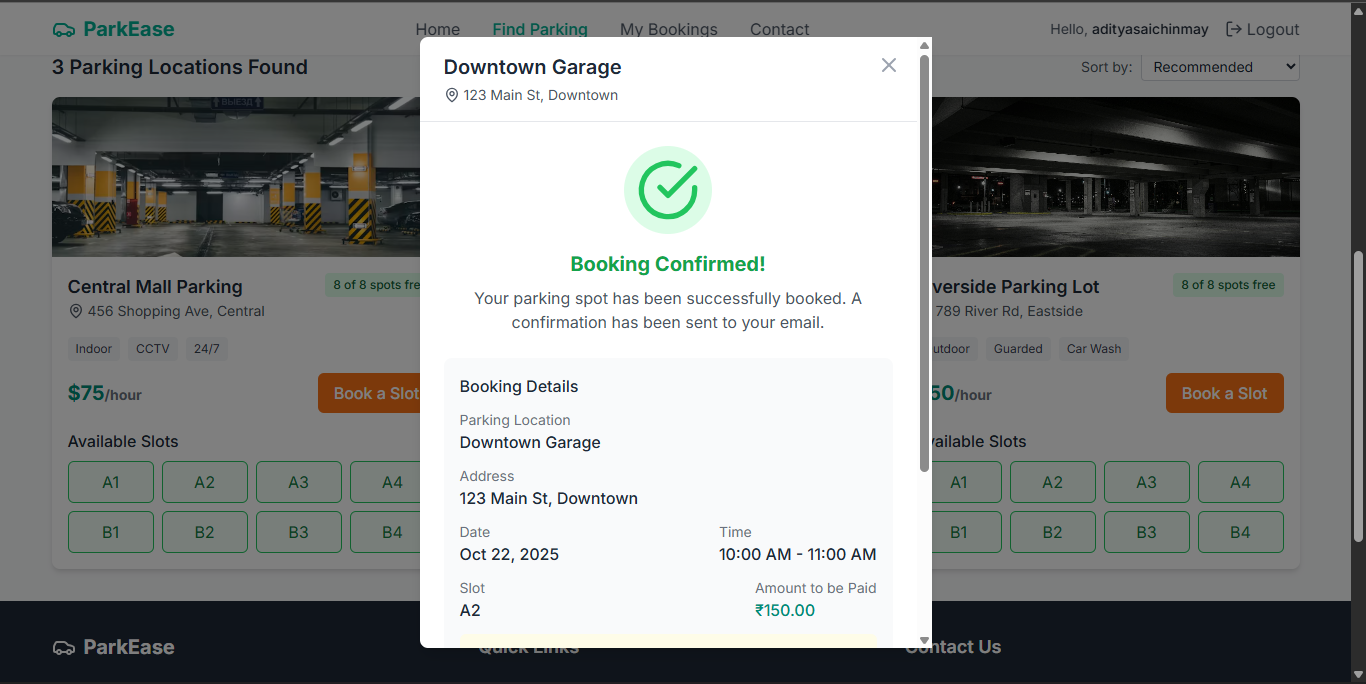 ParkEase
Home Find Parking My Bookings Contact
Hello, adityasaichinmay Logout
3 Parking Locations Found
Sort by: Recommended
Downtown Garage
123 Main St, Downtown
Booking Confirmed!
Your parking spot has been successfully booked. A
confirmation has been sent to your email.
Booking Details
Parking Location
Downtown Garage
Address
123 Main St, Downtown
Date Time
Oct 22, 2025 10:00 AM - 11:00 AM
Slot Amount to be Paid
A2 ₹150.00
ВЫЕЗД
Central Mall Parking
8 of 8 spots fre
456 Shopping Ave, Central
Indoor CCTV 24/7
$75/hour
Book a Slot
Available Slots
A1 A2 A3 A4
B1 B2 B3 B4
verside Parking Lot
8 of 8 spots free
789 River Rd, Eastside
utdoor Guarded Car Wash
50/hour
Book a Slot
vailable Slots
A1 A2 A3 A4
B1 B2 B3 B4
ParkEase
Quick Links
Contact Us